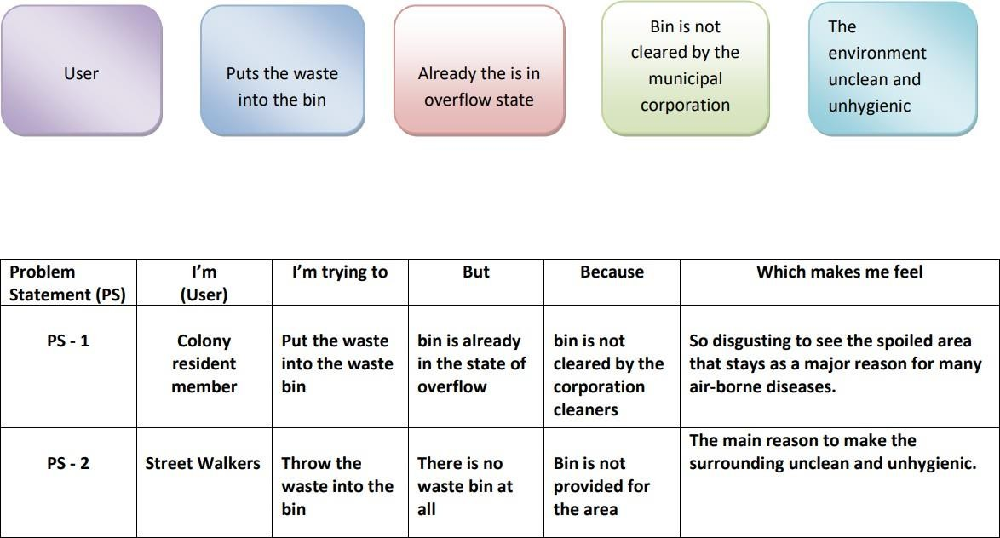 User
Puts the waste
into the bin
Already the is in
overflow state
Bin is not
cleared by the
municipal
corporation
The
environment
unclean and
unhygienic
Problem
Statement (PS)
I'm
(User)
I'm trying to
But
Because
Which makes me feel
PS - 1
Colony
resident
member
Put the waste
into the waste
bin
bin is already
in the state of
overflow
bin is not
cleared by the
corporation
cleaners
So disgusting to see the spoiled area
that stays as a major reason for many
air-borne diseases.
PS - 2
Street Walkers
Throw the
waste into the
bin
There is no
waste bin at
all
Bin is not
provided for
the area
The main reason to make the
surrounding unclean and unhygienic.